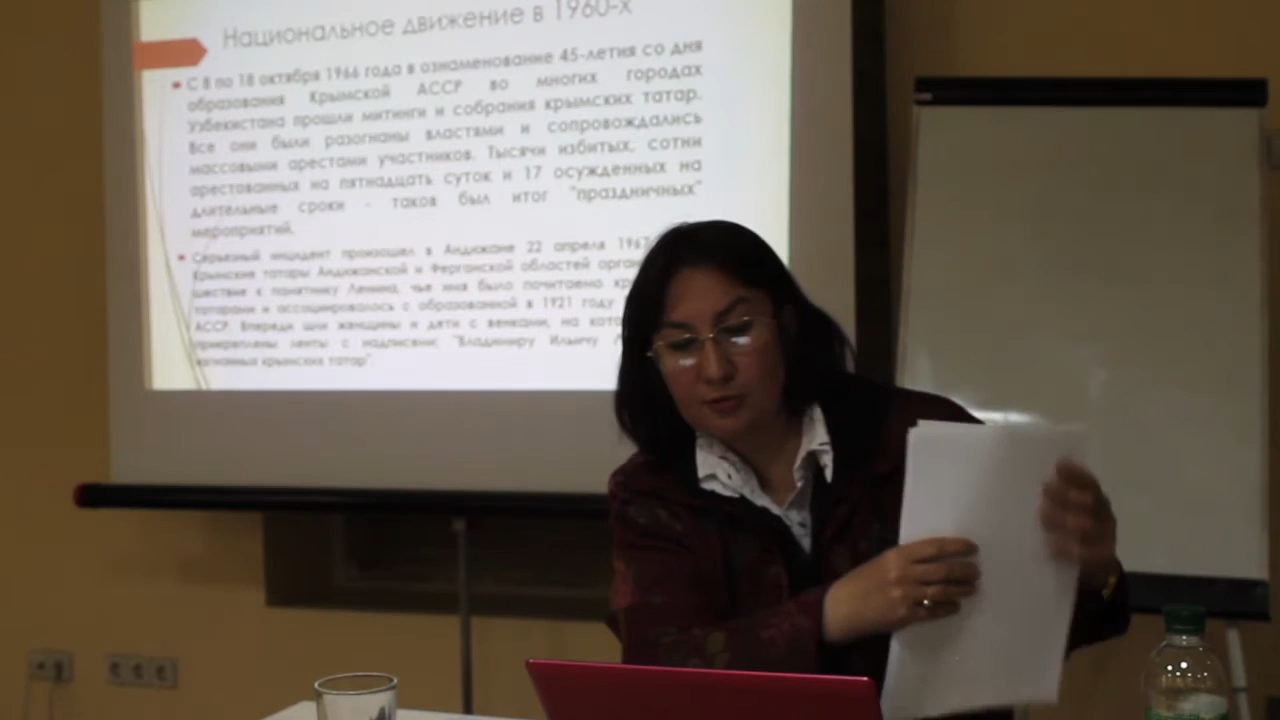 Национальное движение в 1960-х
С 8 по 18 октября 1966 года в ознаменование 45-летия со дня
образования Крымской АССР во многих городах
Узбекистана прошли митинги и собрания крымских татар.
Все они были разогнаны властями и сопровождались
массовыми арестами участников. Тысячи избитых, сотни
арестованных на пятнадцать суток и 17 осужденных на
длительные сроки - таков был итог "праздничных"
мероприятий.
Серьезный инцидент произошел в Андижане 22 апреля 1967
Крымские татары Андижанской и Ферганской областей
шествие к памятнику Ленина, чье имя было почитаемо
татарами и ассоциировалось с образованной в 1921 году
АССР. Впереди шли женщины и дети с венками, на
прикреплены ленты с надписями: "Владимиру Ильичу
крымских татар".